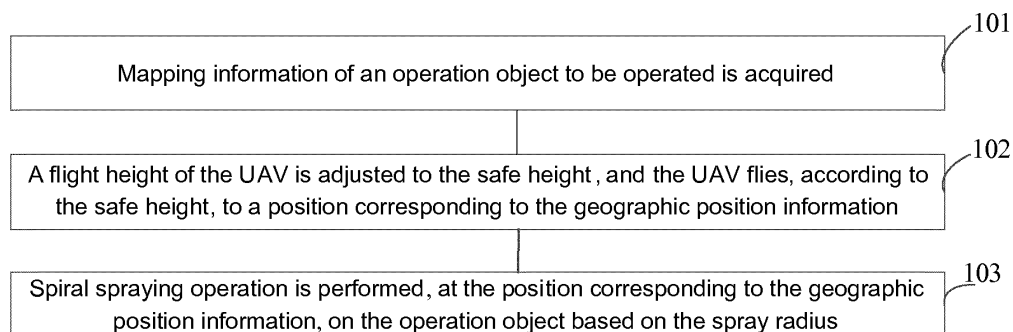 101
Mapping information of an operation object to be operated is acquired
102
A flight height of the UAV is adjusted to the safe height, and the UAV flies, according to
the safe height, to a position corresponding to the geographic position information
103
Spiral spraying operation is performed, at the position corresponding to the geographic
position information, on the operation object based on the spray radius